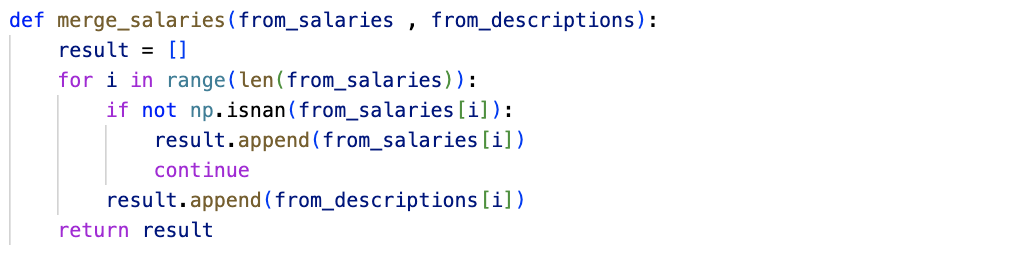 def merge_salaries(from_salaries , from_descriptions):
    result = []
    for i in range(len(from_salaries)):
        if not np.isnan(from_salaries[i]):
            result.append(from_salaries[i])
            continue
        result.append(from_descriptions[i])
    return result